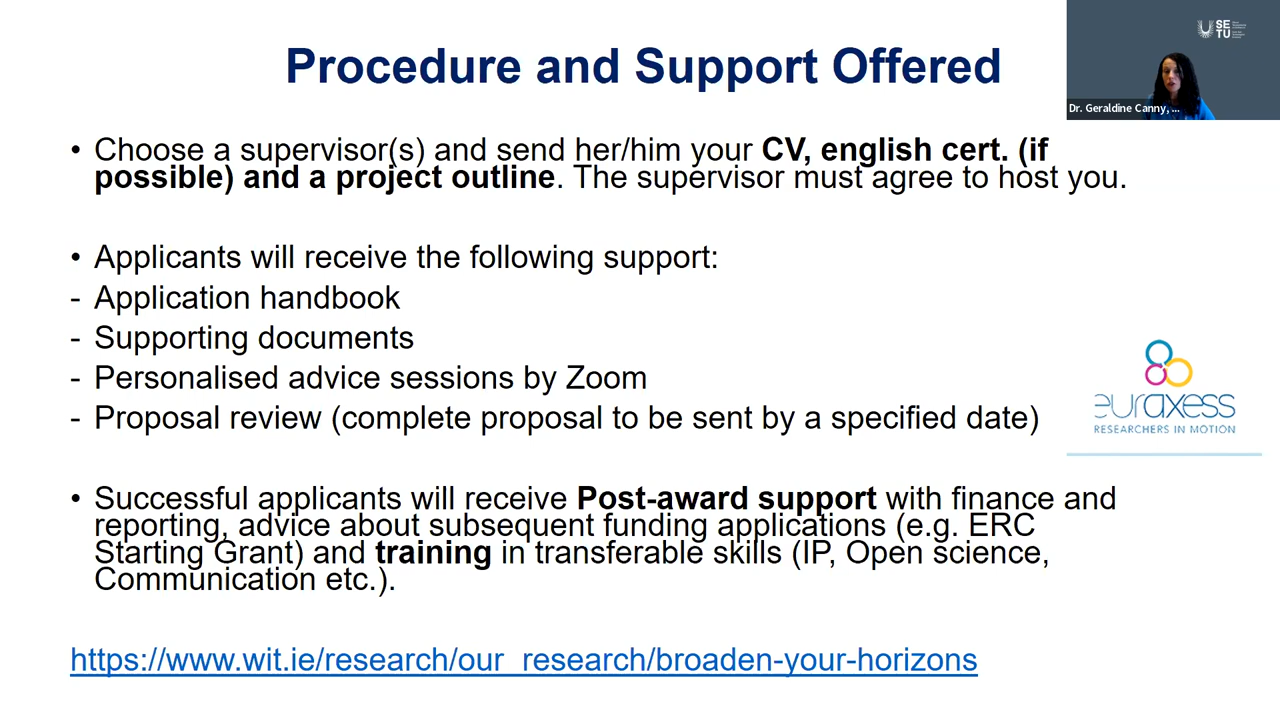 Procedure and Support Offered
SE
TU
Dr. Geraldine Canny, ...
• Choose a supervisor(s) and send her/him your CV, english cert. (if
possible) and a project outline. The supervisor must agree to host you.
• Applicants will receive the following support:
- Application handbook
- Supporting documents
- Personalised advice sessions by Zoom
- Proposal review (complete proposal to be sent by a specified date)
euraxess
RESEARCHERS IN MOTION
• Successful applicants will receive Post-award support with finance and
reporting, advice about subsequent funding applications (e.g. ERC
Starting Grant) and training in transferable skills (IP, Open science,
Communication etc.).
https://www.wit.ie/research/our_research/broaden-your-horizons